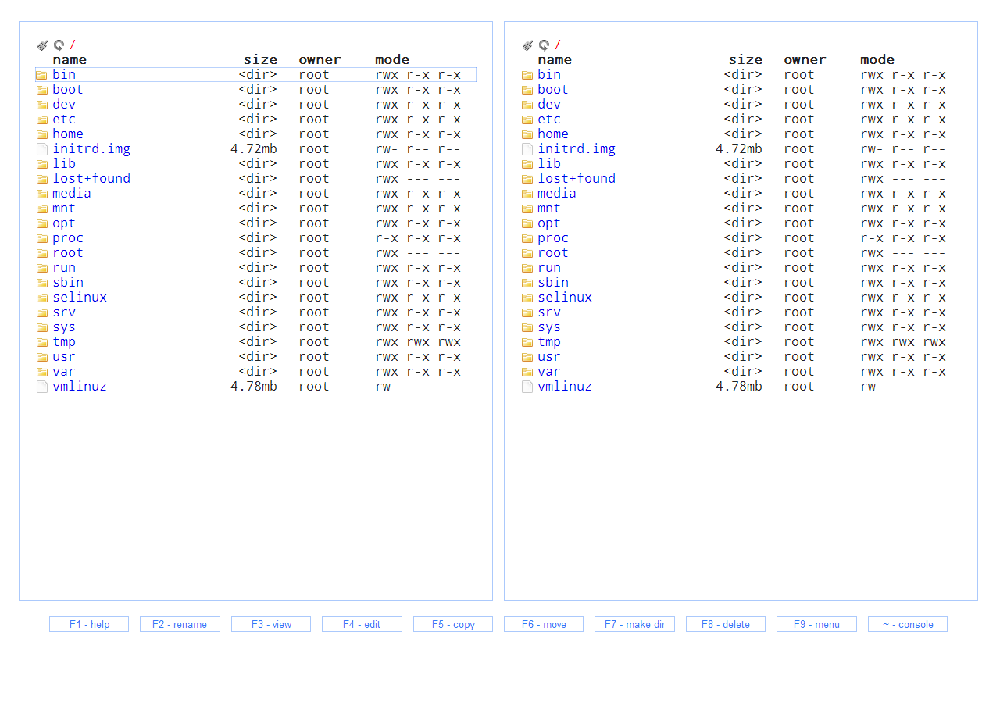 /
name size owner mode
bin <dir> root rwx r-x r-x
boot <dir> root rwx r-x r-x
dev <dir> root rwx r-x r-x
etc <dir> root rwx r-x r-x
home <dir> root rwx r-x r-x
initrd.img 4.72mb root rw- r-- r--
lib <dir> root rwx r-x r-x
lost+found <dir> root rwx --- ---
media <dir> root rwx r-x r-x
mnt <dir> root rwx r-x r-x
opt <dir> root rwx r-x r-x
proc <dir> root r-x r-x r-x
root <dir> root rwx --- ---
run <dir> root rwx r-x r-x
sbin <dir> root rwx r-x r-x
selinux <dir> root rwx r-x r-x
srv <dir> root rwx r-x r-x
sys <dir> root rwx r-x r-x
tmp <dir> root rwx rwx rwx
usr <dir> root rwx r-x r-x
var <dir> root rwx r-x r-x
vmlinuz 4.78mb root rw- --- ---
/
name size owner mode
bin <dir> root rwx r-x r-x
boot <dir> root rwx r-x r-x
dev <dir> root rwx r-x r-x
etc <dir> root rwx r-x r-x
home <dir> root rwx r-x r-x
initrd.img 4.72mb root rw- r-- r--
lib <dir> root rwx r-x r-x
lost+found <dir> root rwx --- ---
media <dir> root rwx r-x r-x
mnt <dir> root rwx r-x r-x
opt <dir> root rwx r-x r-x
proc <dir> root r-x r-x r-x
root <dir> root rwx --- ---
run <dir> root rwx r-x r-x
sbin <dir> root rwx r-x r-x
selinux <dir> root rwx r-x r-x
srv <dir> root rwx r-x r-x
sys <dir> root rwx r-x r-x
tmp <dir> root rwx rwx rwx
usr <dir> root rwx r-x r-x
var <dir> root rwx r-x r-x
vmlinuz 4.78mb root rw- --- ---
F1 - help F2 - rename F3 - view F4 - edit F5 - copy F6 - move F7 - make dir F8 - delete F9 - menu ~ - console